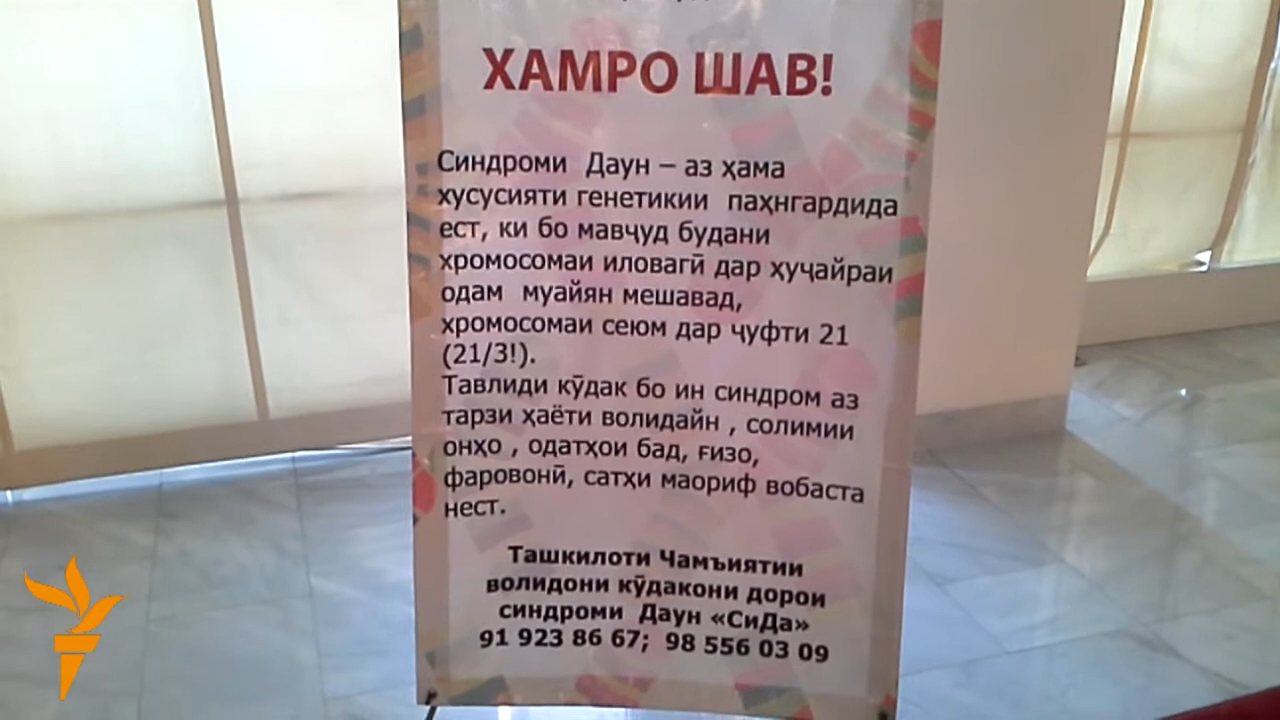 ХАМРО ШАВ!
Синдроми Даун – аз ҳама
хусусияти генетикии паҳнгардида
ест, ки бо мавҷуд будани
хромосомаи иловагӣ дар ҳуҷайраи
одам муайян мешавад,
хромосомаи сеюм дар ҷуфти 21
(21/3!).
Тавлиди кӯдак бо ин синдром аз
тарзи ҳаёти волидайн , солимии
онҳо , одатҳои бад, ғизо,
фаровонӣ, сатҳи маориф вобаста
нест.
Ташкилоти Чамъиятии
волидони кӯдакони дорои
синдроми Даун «СиДа»
91 923 86 67; 98 556 03 09